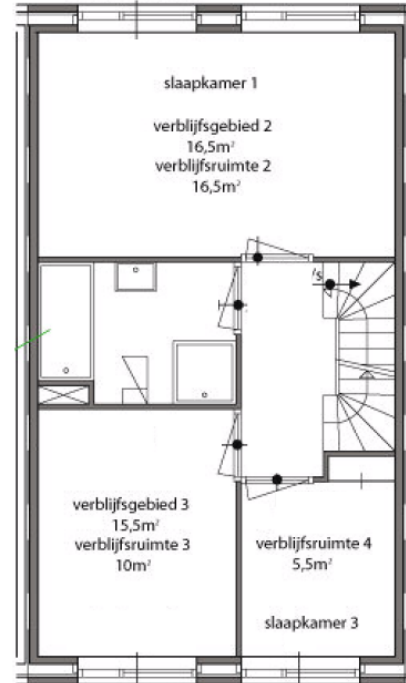 slaapkamer 1
verblijfsgebied 2
16,5m²
verblijfsruimte 2
16,5m²
verblijfsgebied 3
15,5m²
verblijfsruimte 3
10m²
verblijfsruimte 4
5,5m²
slaapkamer 3